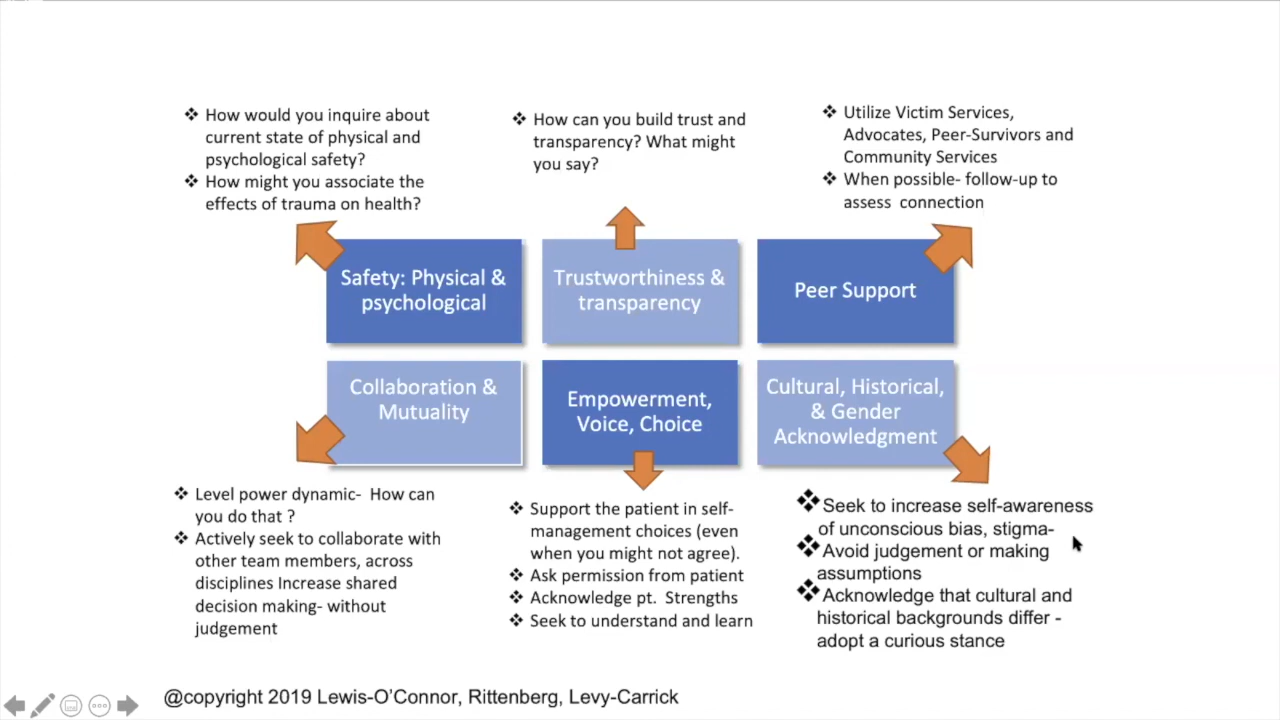 ❖ How would you inquire about
current state of physical and
psychological safety?
❖ How might you associate the
effects of trauma on health?
❖ How can you build trust and
transparency? What might
you say?
❖ Utilize Victim Services,
Advocates, Peer-Survivors and
Community Services
❖ When possible- follow-up to
assess connection
Safety: Physical &
psychological
Trustworthiness &
transparency
Peer Support
Collaboration &
Mutuality
Empowerment,
Voice, Choice
Cultural, Historical,
& Gender
Acknowledgment
❖ Level power dynamic- How can
you do that ?
❖ Actively seek to collaborate with
other team members, across
disciplines Increase shared
decision making- without
judgement
❖ Support the patient in self-
management choices (even
when you might not agree).
❖ Ask permission from patient
❖ Acknowledge pt. Strengths
❖ Seek to understand and learn
❖Seek to increase self-awareness
of unconscious bias, stigma-
❖Avoid judgement or making
assumptions
❖Acknowledge that cultural and
historical backgrounds differ -
adopt a curious stance
@copyright 2019 Lewis-O’Connor, Rittenberg, Levy-Carrick